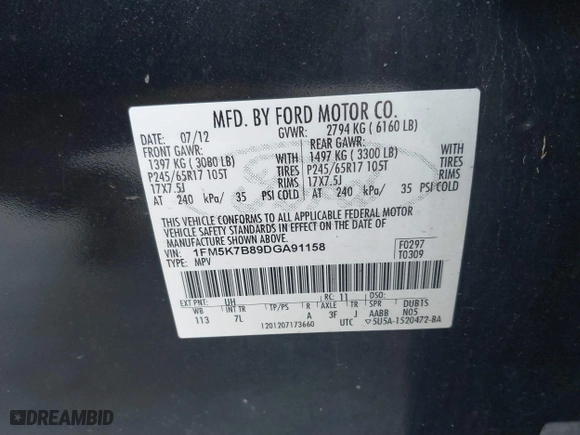 MFD. BY FORD MOTOR CO.
DATE: 07/12 GVWR: 2794 KG ( 6160 LB)
FRONT GAWR: REAR GAWR:
1397 KG ( 3080 LB) 1497 KG ( 3300 LB)
P245/65R17 105T TIRES P245/65R17 105T TIRES
17X7.5J RIMS 17X7.5J RIMS
AT 240 kPa/ 35 PSI COLD AT 240 kPa/ 35 PSI COLD
THIS VEHICLE CONFORMS TO ALL APPLICABLE FEDERAL MOTOR
VEHICLE SAFETY STANDARDS IN EFFECT ON THE DATE OF
MANUFACTURE SHOWN ABOVE.
VIN: 1FM5K7B89DGA91158 F0297
TYPE: MPV T0309
EXT PNT: UH RC: 11 DSO:
WB INT TR TP/PS R AXLE TR SPR DUBTS
113 7L A 3F J AABB N05
1201207173660 UTC ▽5U5A-1520472-BA
DREAMBID